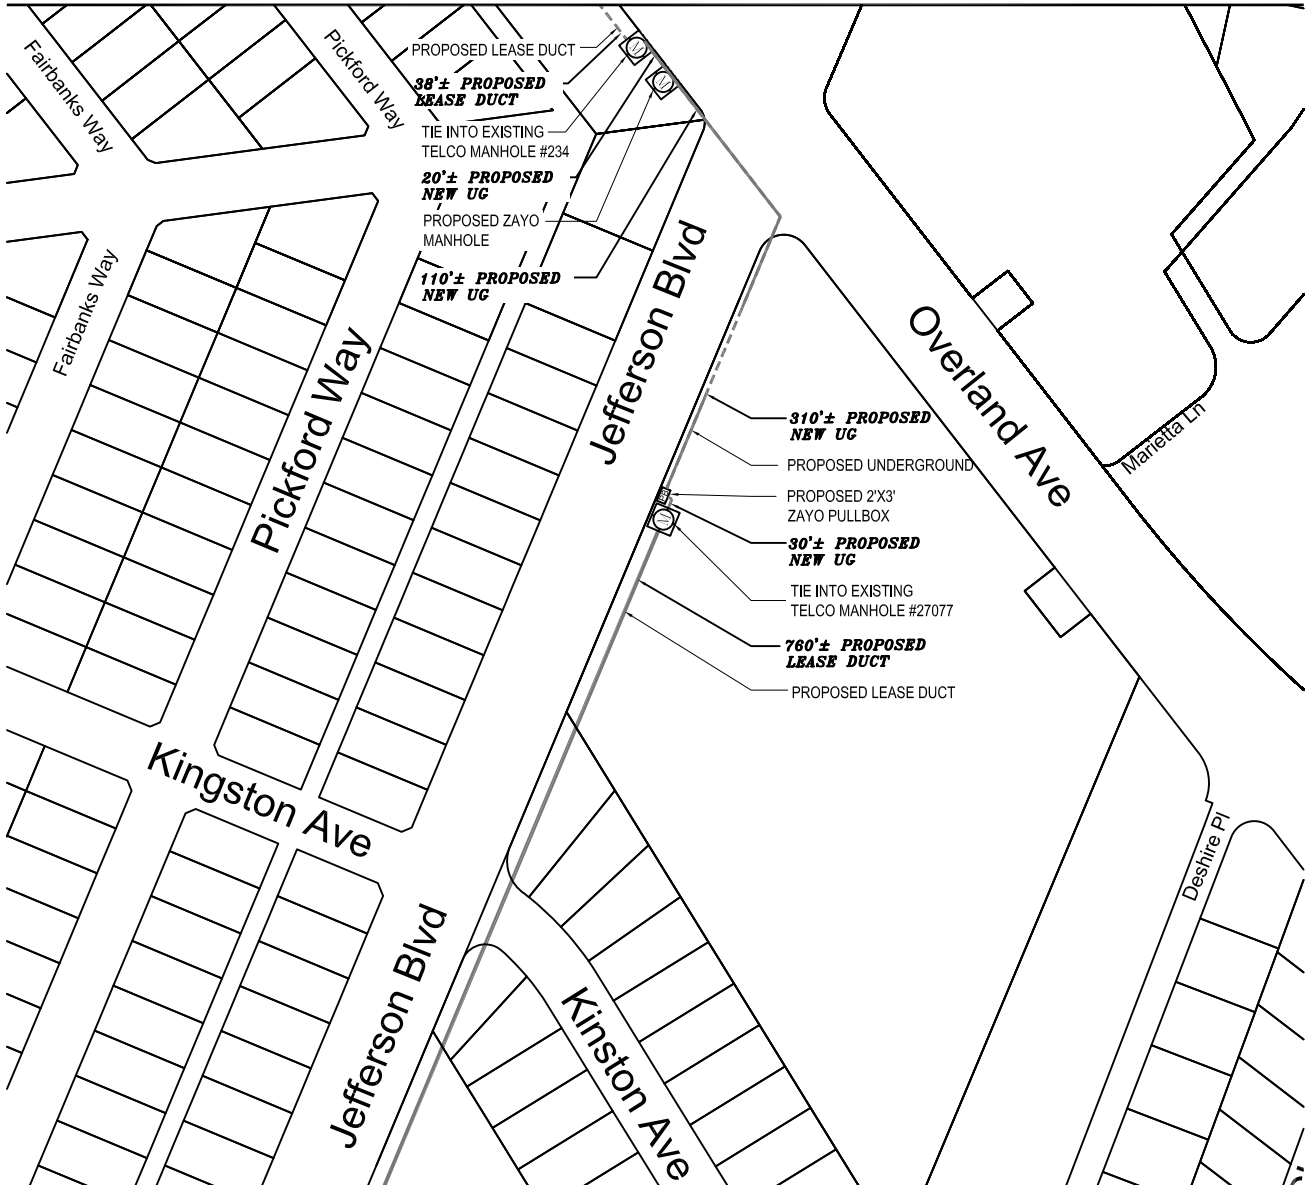 Fairbanks Way
Pickford Way
PROPOSED LEASE DUCT
38'± PROPOSED
LEASE DUCT
TIE INTO EXISTING
TELCO MANHOLE #234
20'± PROPOSED
NEW UG
PROPOSED ZAYO
MANHOLE
110'± PROPOSED
NEW UG
M
M
Fairbanks Way
Pickford Way
Jefferson Blvd
Overland Ave
Marietta Ln
310'± PROPOSED
NEW UG
PROPOSED UNDERGROUND
PROPOSED 2'X3'
ZAYO PULLBOX
30'± PROPOSED
NEW UG
TIE INTO EXISTING
TELCO MANHOLE #27077
760'± PROPOSED
LEASE DUCT
PROPOSED LEASE DUCT
M
Kingston Ave
Jefferson Blvd
Kinston Ave
Deshire Pl